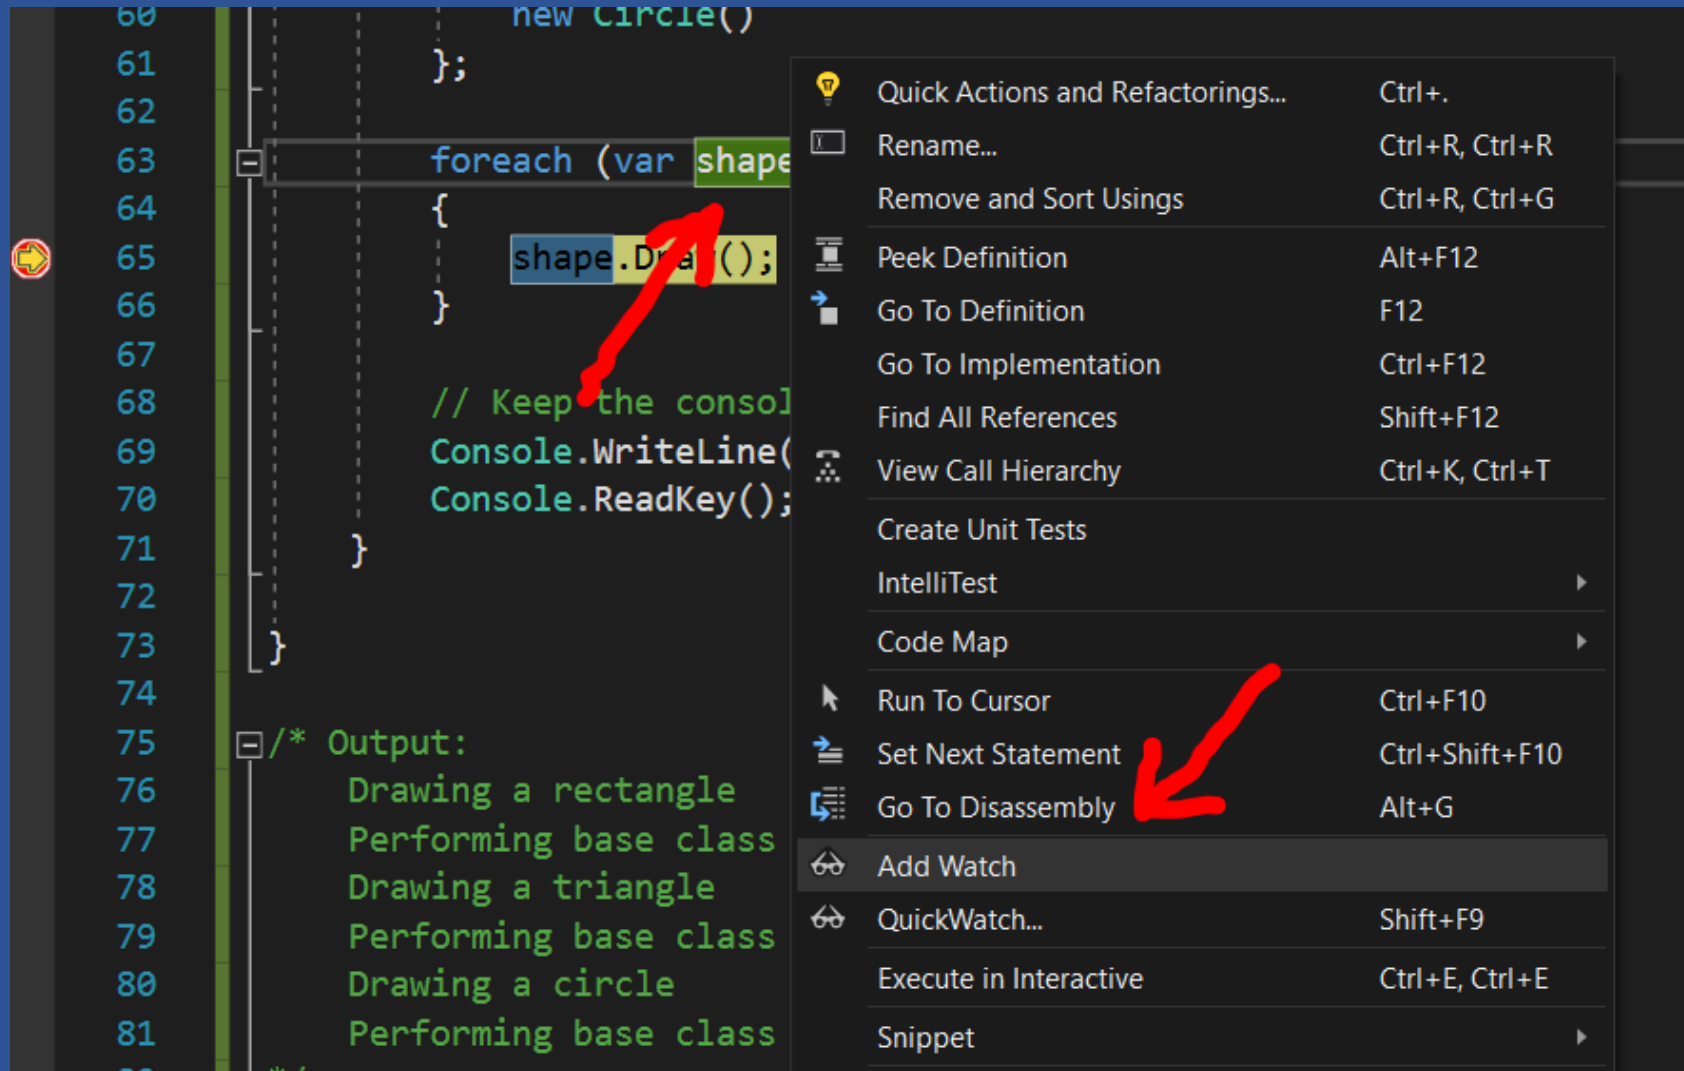 60 new Circle()
61 };
62
63 foreach (var shape
64 {
65 shape.Draw();
66 }
67
68 // Keep the consol
69 Console.WriteLine(
70 Console.ReadKey();
71 }
72
73 }
74
75 /* Output:
76 Drawing a rectangle
77 Performing base class
78 Drawing a triangle
79 Performing base class
80 Drawing a circle
81 Performing base class
Quick Actions and Refactorings... Ctrl+.
Rename... Ctrl+R, Ctrl+R
Remove and Sort Usings Ctrl+R, Ctrl+G
Peek Definition Alt+F12
Go To Definition F12
Go To Implementation Ctrl+F12
Find All References Shift+F12
View Call Hierarchy Ctrl+K, Ctrl+T
Create Unit Tests
IntelliTest
Code Map
Run To Cursor Ctrl+F10
Set Next Statement Ctrl+Shift+F10
Go To Disassembly Alt+G
Add Watch
QuickWatch... Shift+F9
Execute in Interactive Ctrl+E, Ctrl+E
Snippet